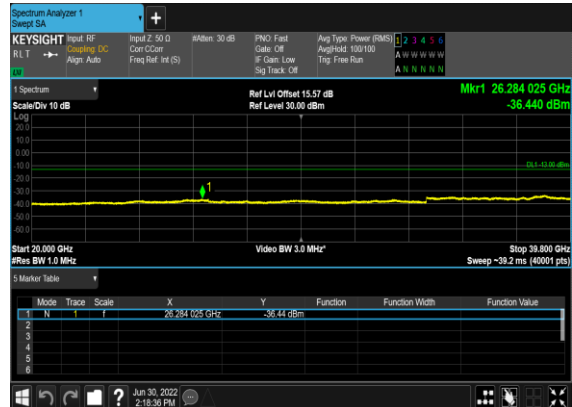 Spectrum Analyzer 1
Swept SA
+
KEYSIGHT Input: RF Input Z: 50 Ω #Atten: 30 dB PNO: Fast Avg Type: Power (RMS) 1 2 3 4 5 6
RLT Coupling: DC Corr CCorr Gate: Off Avg|Hold: 100/100 A W W W W W
Align: Auto Freq Ref: Int (S) IF Gain: Low Trig: Free Run
Sig Track: Off A N N N N N
1 Spectrum Ref Lvl Offset 15.57 dB Mkr1 26.284 025 GHz
Scale/Div 10 dB Ref Level 30.00 dBm -36.440 dBm
Log
20.0
10.0
0.00
-10.0
DL1 -13.00 dBm
-20.0
-30.0
1
-40.0
-50.0
-60.0
Start 20.000 GHz Video BW 3.0 MHz* Stop 39.800 GHz
#Res BW 1.0 MHz Sweep ~39.2 ms (40001 pts)
5 Marker Table
Mode Trace Scale X Y Function Function Width Function Value
1 N 1 f 26.284 025 GHz -36.44 dBm
2
3
4
5
6
? Jun 30, 2022
2:18:36 PM